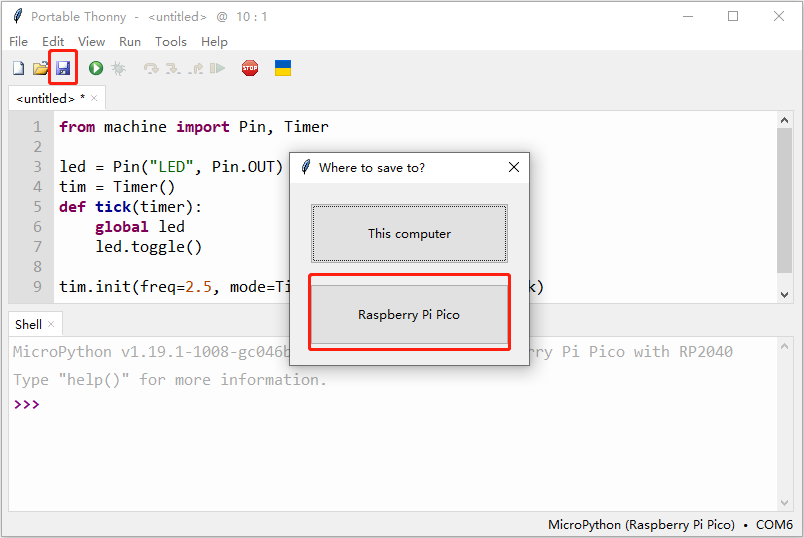 Portable Thonny - <untitled> @ 10 : 1
File Edit View Run Tools Help
STOP
<untitled> *
1 from machine import Pin, Timer
2
3 led = Pin("LED", Pin.OUT)
4 tim = Timer()
5 def tick(timer):
6 global led
7 led.toggle()
8
9 tim.init(freq=2.5, mode=Ti k)
Where to save to?
This computer
Raspberry Pi Pico
Shell
MicroPython v1.19.1-1008-gc046b rry Pi Pico with RP2040
Type "help()" for more information.
>>>
MicroPython (Raspberry Pi Pico) • COM6